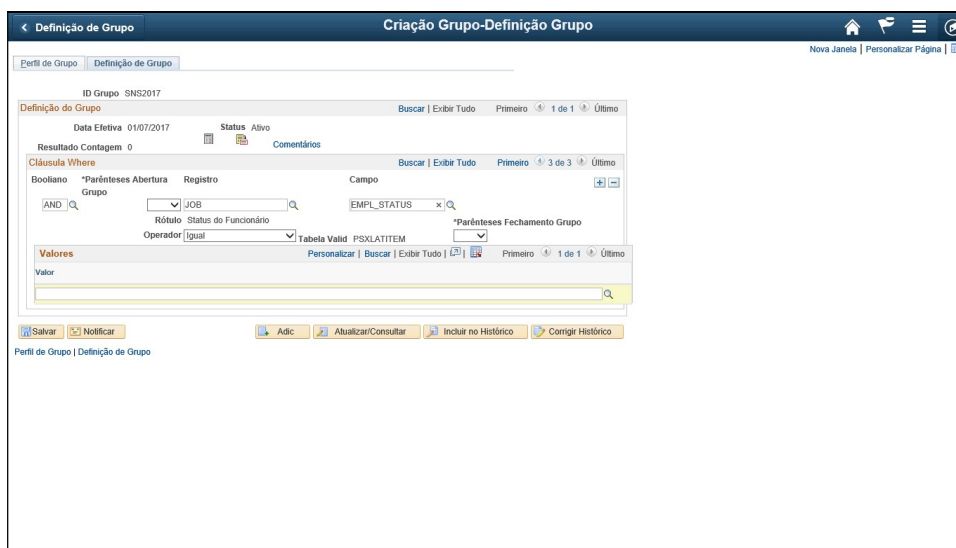 Definição de Grupo
Criação Grupo-Definição Grupo
Nova Janela | Personalizar Página |
Perfil de Grupo
Definição de Grupo
ID Grupo SNS2017
Definição do Grupo Buscar | Exibir Tudo Primeiro 1 de 1 Último
Data Efetiva 01/07/2017 Status Ativo
Resultado Contagem 0 Comentários
Cláusula Where Buscar | Exibir Tudo Primeiro 3 de 3 Último
Booliano *Parênteses Abertura Registro Campo
Grupo
AND JOB EMPL_STATUS x
Rótulo Status do Funcionário *Parênteses Fechamento Grupo
Operador Igual Tabela Valid PSXLATITEM
Valores Personalizar | Buscar | Exibir Tudo | | Primeiro 1 de 1 Último
Valor
Salvar Notificar Adic Atualizar/Consultar Incluir no Histórico Corrigir Histórico
Perfil de Grupo | Definição de Grupo